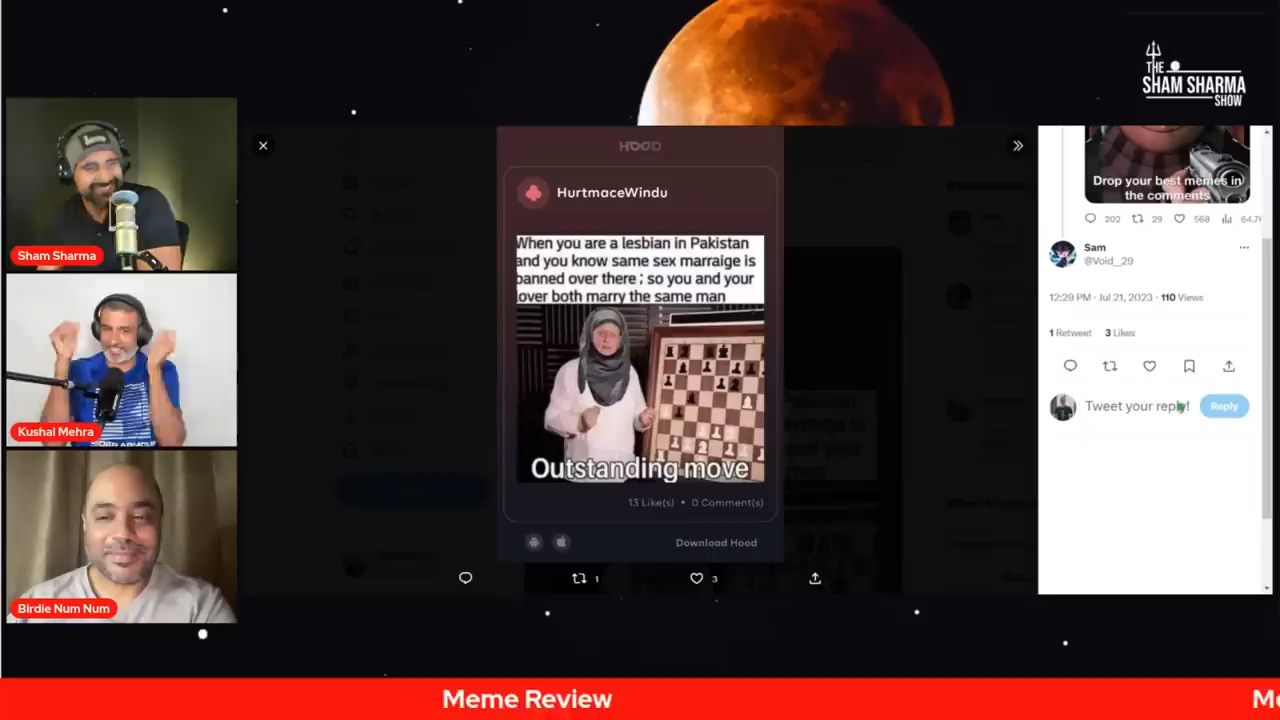 THE
SHAM SHARMA
SHOW
Sham Sharma
Kushal Mehra
Birdie Num Num
HOOD
HurtmaceWindu
When you are a lesbian in Pakistan
and you know same sex marraige is
banned over there ; so you and your
lover both marry the same man
Outstanding move
13 Like(s) • 0 Comment(s)
Download Hood
1
3
Drop your best memes in
the comments
202 29 568
Sam
@Void__29
12:29 PM · Jul 21, 2023 · 110 Views
1 Retweet 3 Likes
Tweet your reply!
Reply
Meme Review